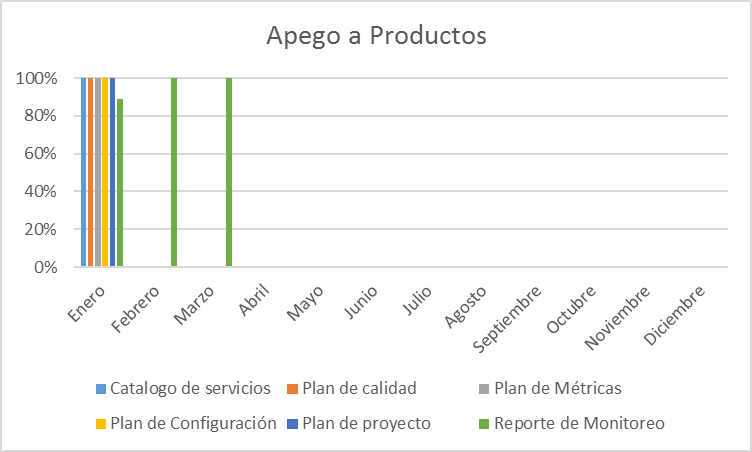 Apego a Productos
100%
80%
60%
40%
20%
0%
Enero
Febrero
Marzo
Abril
Mayo
Junio
Julio
Agosto
Septiembre
Octubre
Noviembre
Diciembre
Catalogo de servicios
Plan de calidad
Plan de Métricas
Plan de Configuración
Plan de proyecto
Reporte de Monitoreo